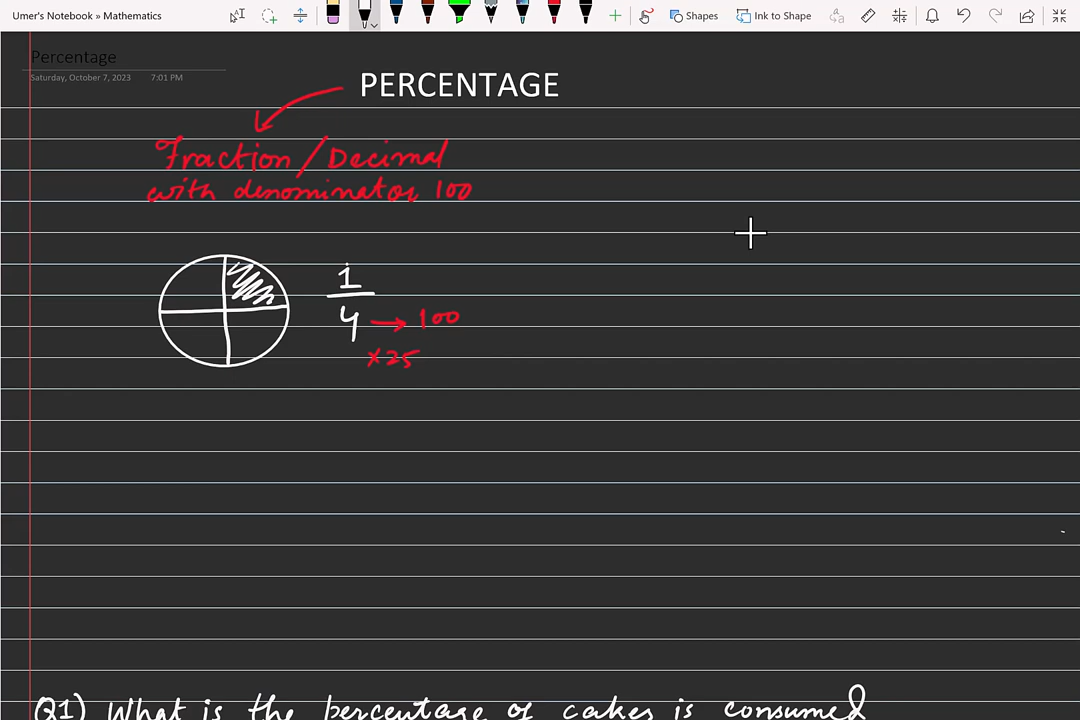 Umer's Notebook » Mathematics
Shapes
Ink to Shape
Percentage
Saturday, October 7, 2023 7:01 PM
PERCENTAGE
Fraction/Decimal
with denominator 100
1
4 → 100
×25
Q1) What is the percentage of cakes is consumed